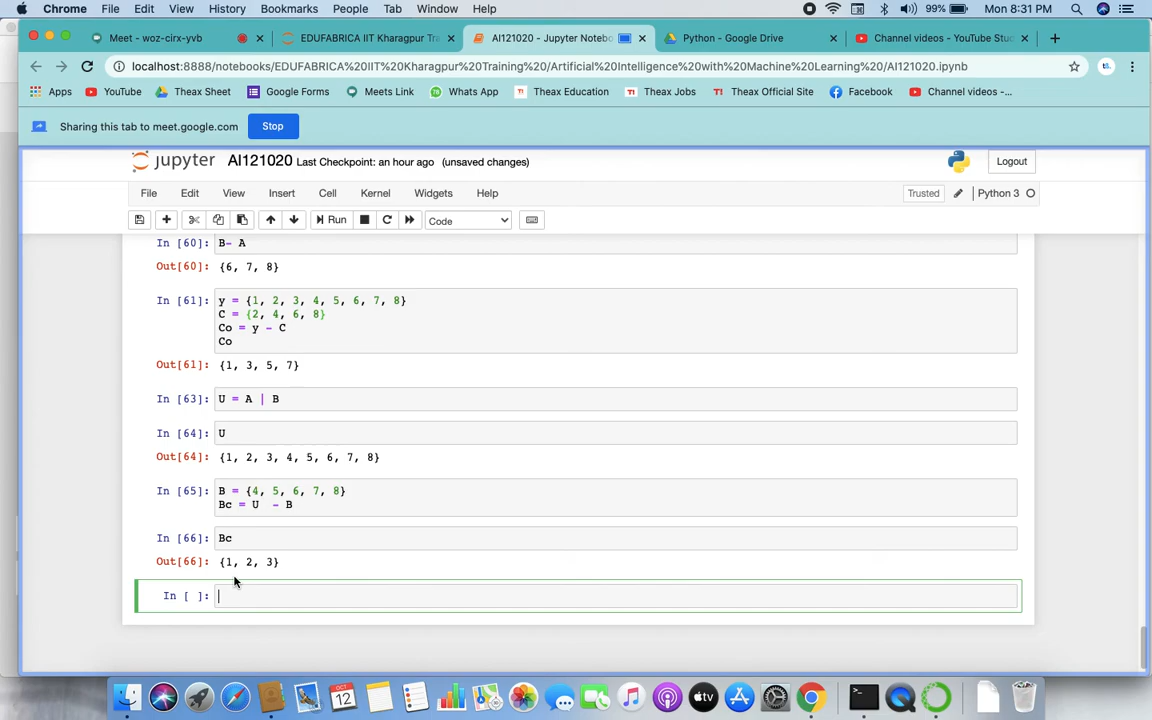 Chrome File Edit View History Bookmarks People Tab Window Help 99% Mon 8:31 PM
Meet - woz-cirx-yvb EDUFABRICA IIT Kharagpur Tra AI121020 - Jupyter Notebo Python - Google Drive Channel videos - YouTube Stu
localhost:8888/notebooks/EDUFABRICA%20IIT%20Kharagpur%20Training%20/Artificial%20Intelligence%20with%20Machine%20Learning%20/AI121020.ipynb
Apps YouTube Theax Sheet Google Forms Meets Link Whats App Theax Education Theax Jobs Theax Official Site Facebook Channel videos -...
Sharing this tab to meet.google.com Stop
jupyter AI121020 Last Checkpoint: an hour ago (unsaved changes) Logout
File Edit View Insert Cell Kernel Widgets Help Trusted Python 3
Run Code
In [60]: B- A
Out[60]: {6, 7, 8}
In [61]: y = {1, 2, 3, 4, 5, 6, 7, 8}
C = {2, 4, 6, 8}
Co = y - C
Co
Out[61]: {1, 3, 5, 7}
In [63]: U = A | B
In [64]: U
Out[64]: {1, 2, 3, 4, 5, 6, 7, 8}
In [65]: B = {4, 5, 6, 7, 8}
Bc = U - B
In [66]: Bc
Out[66]: {1, 2, 3}
In [ ]:
OCT
12
tv